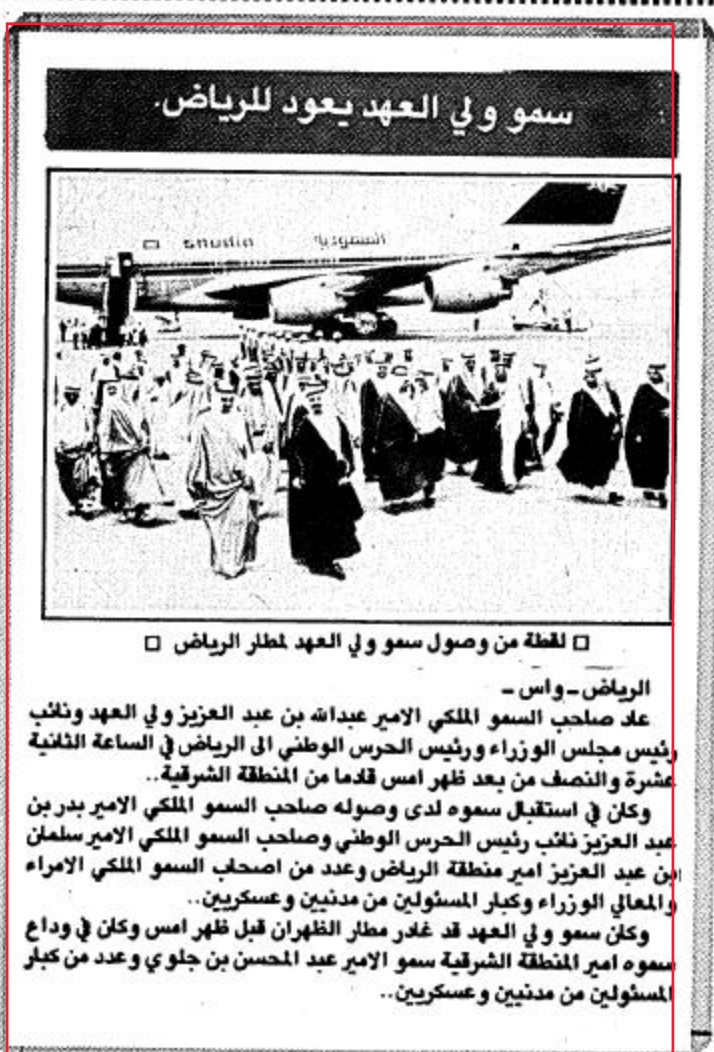 سمو ولي العهد يعود للرياض.
saudia السعودية
□ لقطة من وصول سمو ولي العهد لمطار الرياض □
الرياض ـ واس ـ
عاد صاحب السمو الملكي الامير عبدالله بن عبد العزيز ولي العهد ونائب
رئيس مجلس الوزراء ورئيس الحرس الوطني الى الرياض في الساعة الثانية
عشرة والنصف من بعد ظهر امس قادما من المنطقة الشرقية..
وكان في استقبال سموه لدى وصوله صاحب السمو الملكي الامير بدر بن
عبد العزيز نائب رئيس الحرس الوطني وصاحب السمو الملكي الامير سلمان
بن عبد العزيز امير منطقة الرياض وعدد من اصحاب السمو الملكي الامراء
والمعالي الوزراء وكبار المسئولين من مدنيين وعسكريين..
وكان سمو ولي العهد قد غادر مطار الظهران قبل ظهر امس وكان في وداع
سموه امير المنطقة الشرقية سمو الامير عبد المحسن بن جلوي وعدد من كبار
المسئولين من مدنيين وعسكريين..